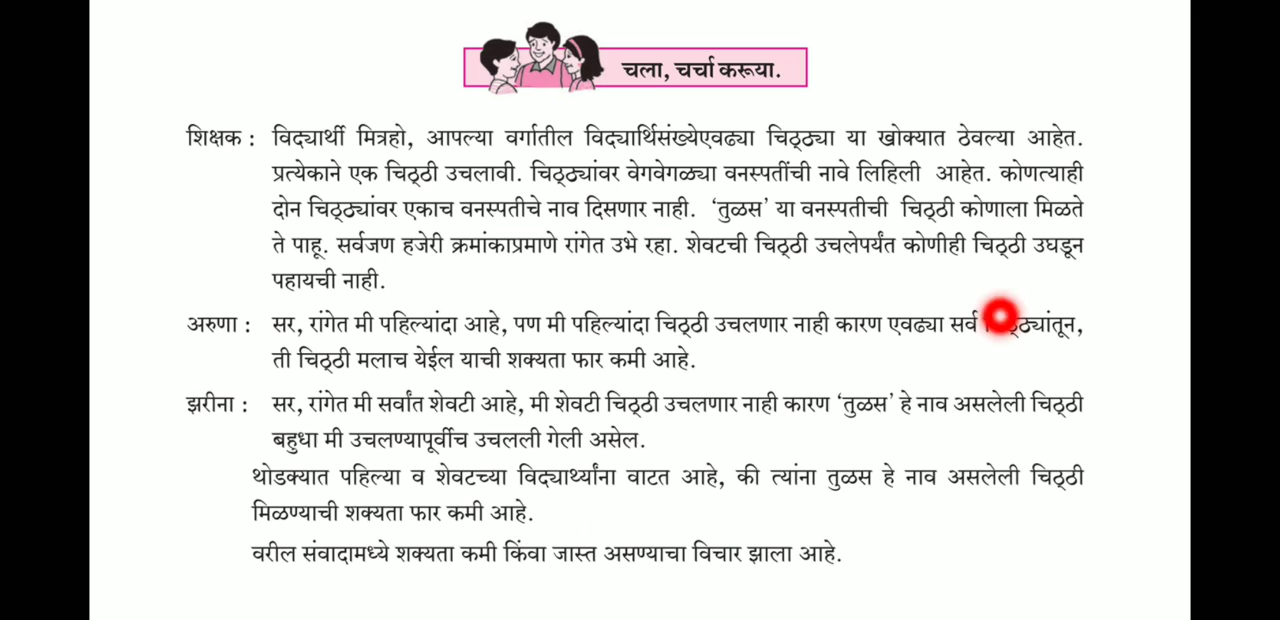 चला, चर्चा करूया.
शिक्षक : विद्यार्थी मित्रहो, आपल्या वर्गातील विद्यार्थिसंख्येएवढ्या चिठ्ठ्या या खोक्यात ठेवल्या आहेत.
प्रत्येकाने एक चिठ्ठी उचलावी. चिठ्ठ्यांवर वेगवेगळ्या वनस्पतींची नावे लिहिली आहेत. कोणत्याही
दोन चिठ्ठ्यांवर एकाच वनस्पतीचे नाव दिसणार नाही. ‘तुळस’ या वनस्पतीची चिठ्ठी कोणाला मिळते
ते पाहू. सर्वजण हजेरी क्रमांकाप्रमाणे रांगेत उभे रहा. शेवटची चिठ्ठी उचलेपर्यंत कोणीही चिठ्ठी उघडून
पहायची नाही.
अरुणा : सर, रांगेत मी पहिल्यांदा आहे, पण मी पहिल्यांदा चिठ्ठी उचलणार नाही कारण एवढ्या सर्व
ती चिठ्ठी मलाच येईल याची शक्यता फार कमी आहे.
झरीना : सर, रांगेत मी सर्वांत शेवटी आहे, मी शेवटी चिठ्ठी उचलणार नाही कारण ‘तुळस’ हे नाव असलेली चिठ्ठी
बहुधा मी उचलण्यापूर्वीच उचलली गेली असेल.
थोडक्यात पहिल्या व शेवटच्या विद्यार्थ्यांना वाटत आहे, की त्यांना तुळस हे नाव असलेली चिठ्ठी
मिळण्याची शक्यता फार कमी आहे.
वरील संवादामध्ये शक्यता कमी किंवा जास्त असण्याचा विचार झाला आहे.